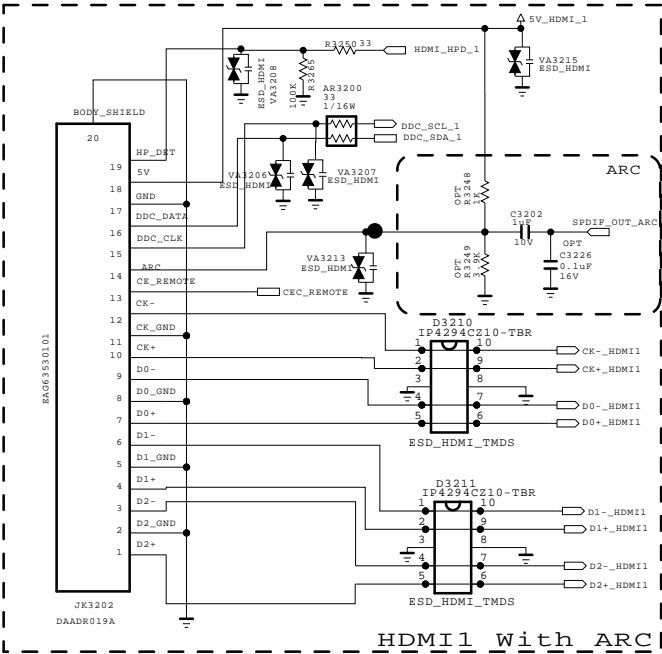 5V_HDMI_1
R3250 33
HDMI_HPD_1
VA3215
ESD_HDMI
ESD_HDMI
VA3208
100K
R3265
AR3200
33
1/16W
BODY_SHIELD
20
DDC_SCL_1
DDC_SDA_1
19
HP_DET
18
5V
VA3206
ESD_HDMI
VA3207
ESD_HDMI
17
GND
16
DDC_DATA
15
DDC_CLK
14
ARC
13
CE_REMOTE
CEC_REMOTE
12
CK-
11
CK_GND
10
CK+
9
D0-
8
D0_GND
7
D0+
6
D1-
5
D1_GND
4
D1+
3
D2-
2
D2_GND
1
D2+
EAG63530101
JK3202
DAADR019A
ARC
OPT
R3248
1K
C3202
1uF
10V
SPDIF_OUT_ARC
OPT
C3226
0.1uF
16V
OPT
R3249
3.9K
VA3213
ESD_HDMI
D3210
IP4294CZ10-TBR
1
10
2
9
3
8
4
7
5
6
CK-_HDMI1
CK+_HDMI1
D0-_HDMI1
D0+_HDMI1
ESD_HDMI_TMDS
D3211
IP4294CZ10-TBR
1
10
2
9
3
8
4
7
5
6
D1-_HDMI1
D1+_HDMI1
D2-_HDMI1
D2+_HDMI1
ESD_HDMI_TMDS
HDMI1 With ARC